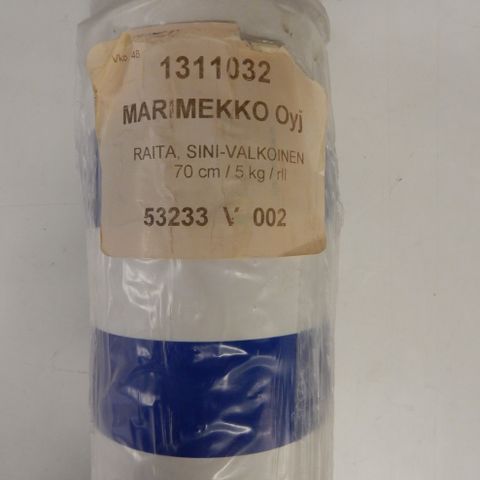 Vko 48
1311032
MARIMEKKO Oyj
RAITA, SINI-VALKOINEN
70 cm / 5 kg / rll
53233 V 002